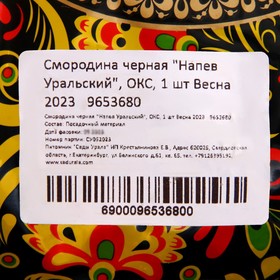 Смородина черная "Напев
Уральский", ОКС, 1 шт Весна
2023 9653680
Смородина черная "Напев Уральский", ОКС, 1 шт Весна 2023 9653680
Состав: Посадочный материал
Дата фасовки: 2023
Номер партии:
Питомник "Сады Урала" ИП Крестьянинова Е.В., Адрес 620026, Свердловская
область, г Екатеринбург, ул Белинского д.61, кв. 65, тел.
www.sadurala.com
6900096536800